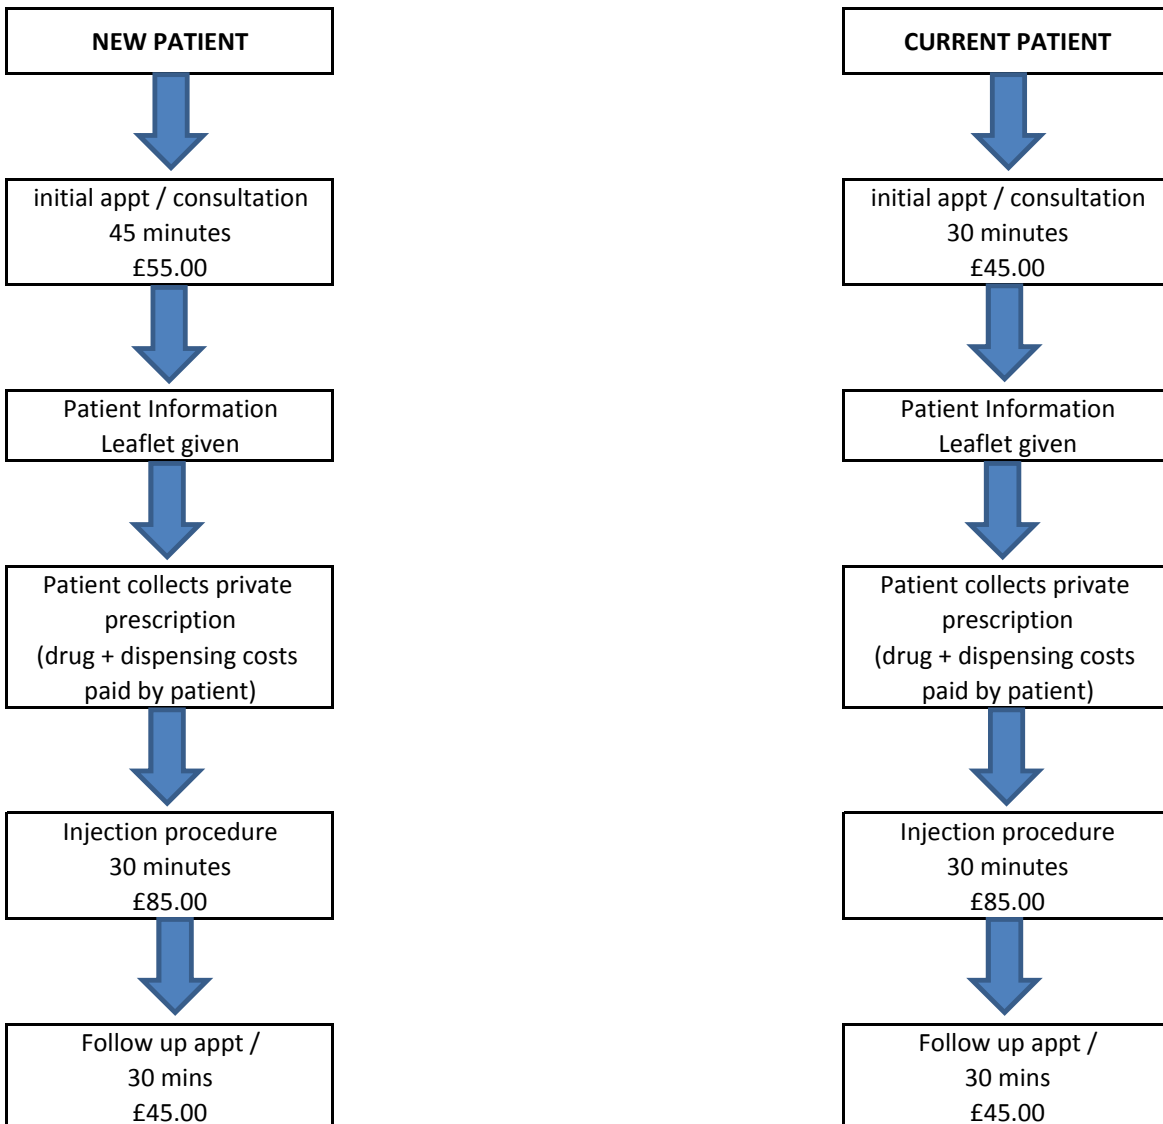 NEW PATIENT
initial appt / consultation
45 minutes
£55.00
Patient Information
Leaflet given
Patient collects private
prescription
(drug + dispensing costs
paid by patient)
Injection procedure
30 minutes
£85.00
Follow up appt /
30 mins
£45.00
CURRENT PATIENT
initial appt / consultation
30 minutes
£45.00
Patient Information
Leaflet given
Patient collects private
prescription
(drug + dispensing costs
paid by patient)
Injection procedure
30 minutes
£85.00
Follow up appt /
30 mins
£45.00